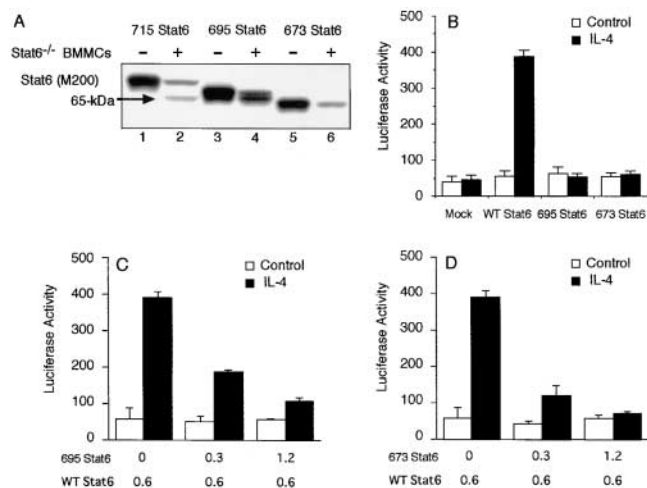 A
715 Stat6 695 Stat6 673 Stat6
Stat6-/- BMMCs - + - + - +
Stat6 (M200)
65-kDa
1 2 3 4 5 6
B
Control
IL-4
Luciferase Activity
500
400
300
200
100
0
Mock WT Stat6 695 Stat6 673 Stat6
C
Control
IL-4
Luciferase Activity
500
400
300
200
100
0
695 Stat6 0 0.3 1.2
WT Stat6 0.6 0.6 0.6
D
Control
IL-4
Luciferase Activity
500
400
300
200
100
0
673 Stat6 0 0.3 1.2
WT Stat6 0.6 0.6 0.6